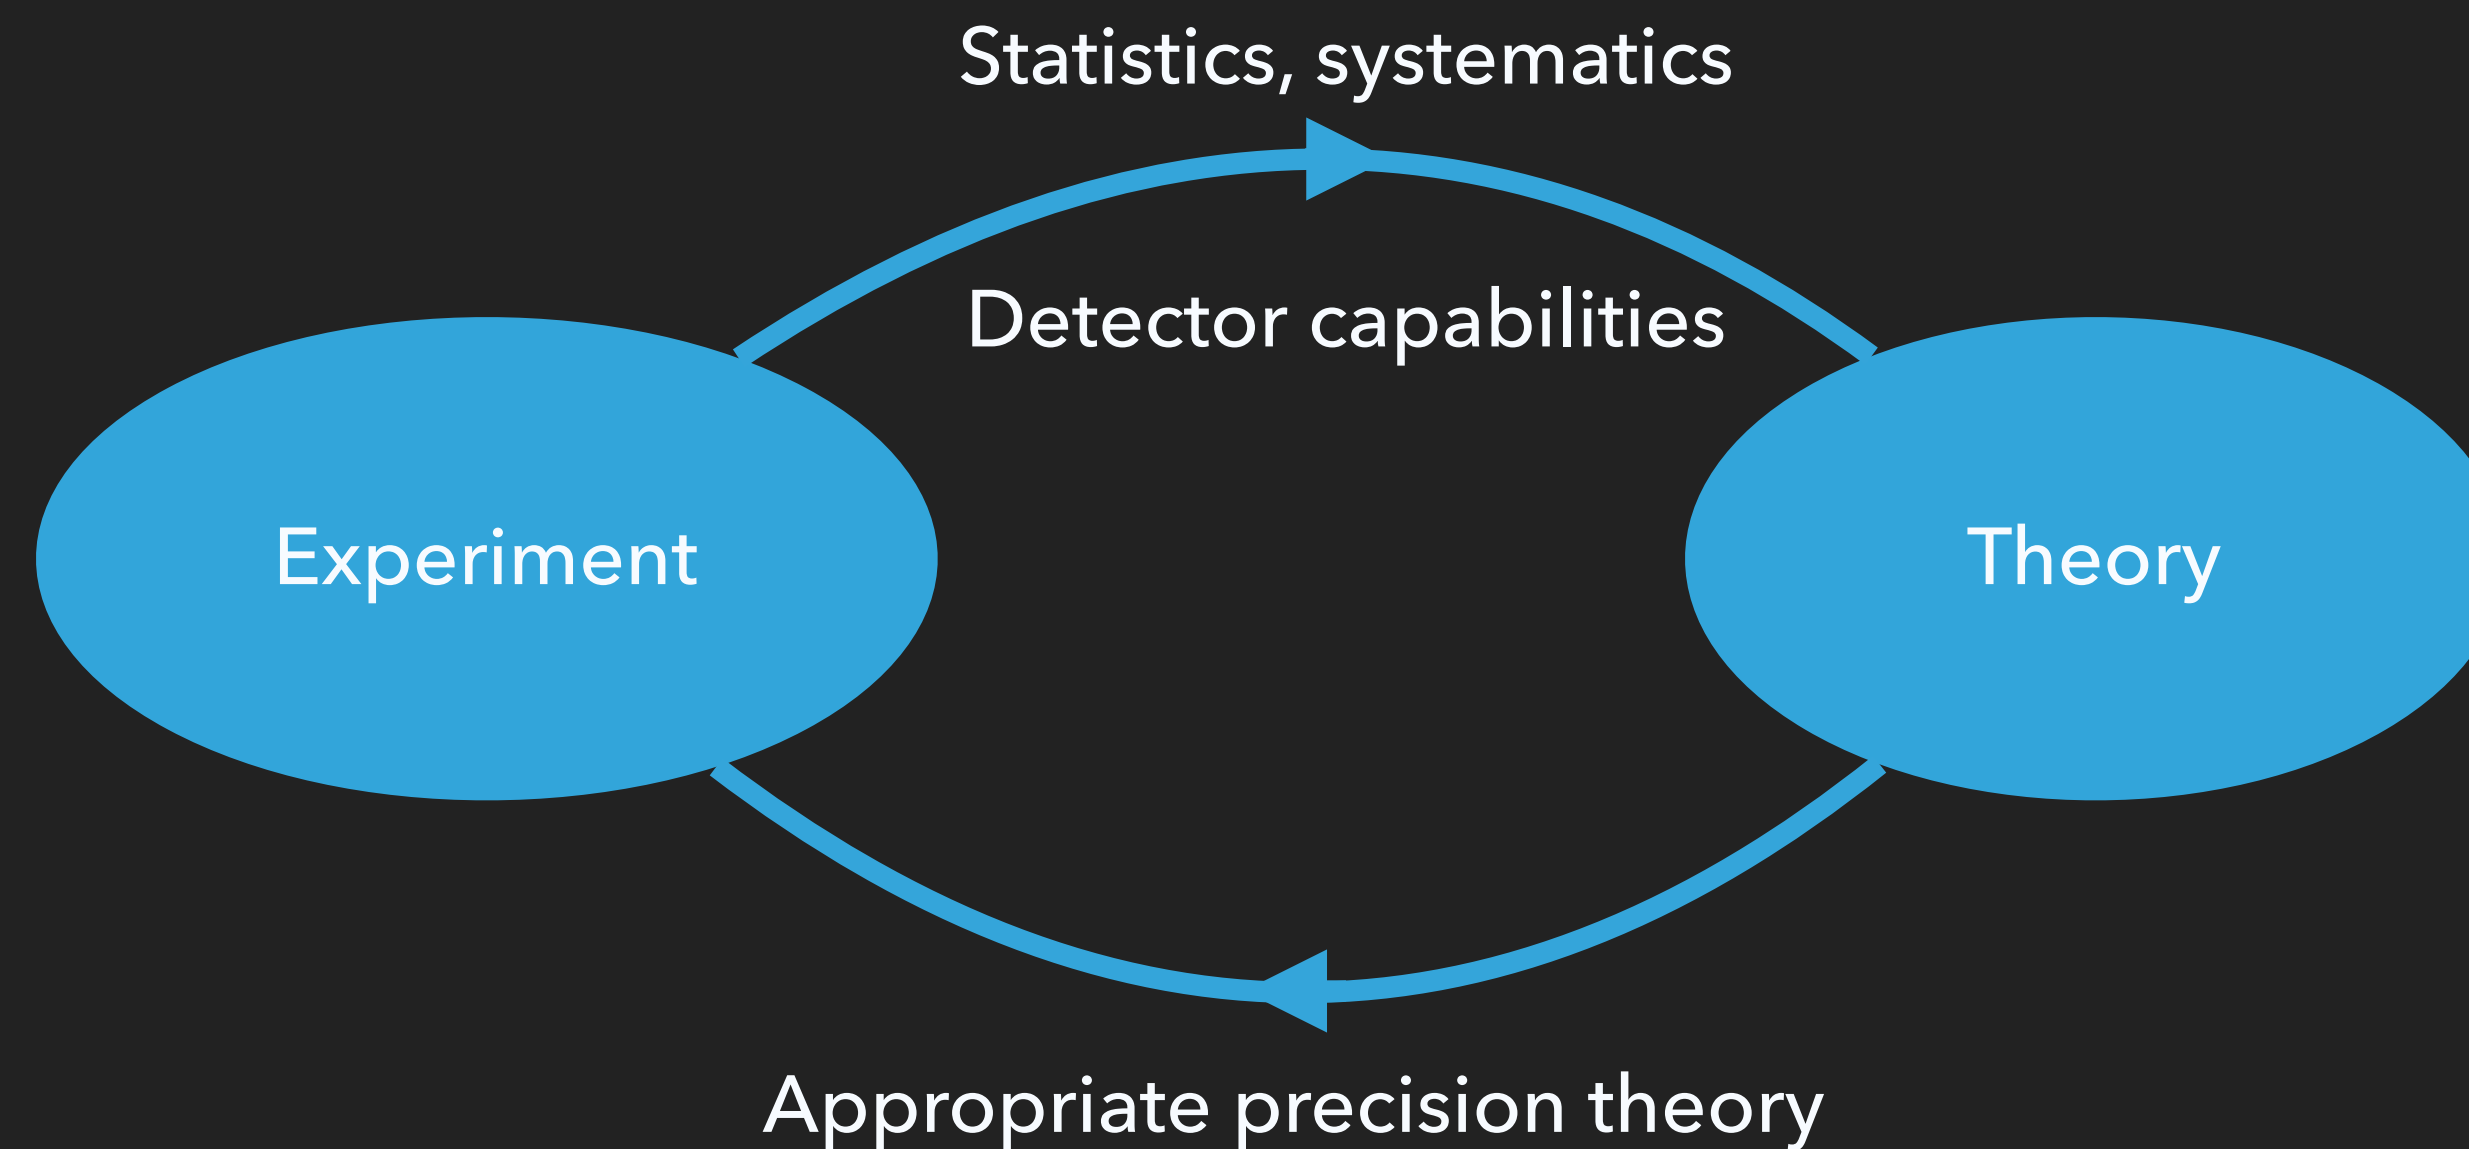 Statistics, systematics
Detector capabilities
Experiment
Theory
Appropriate precision theory